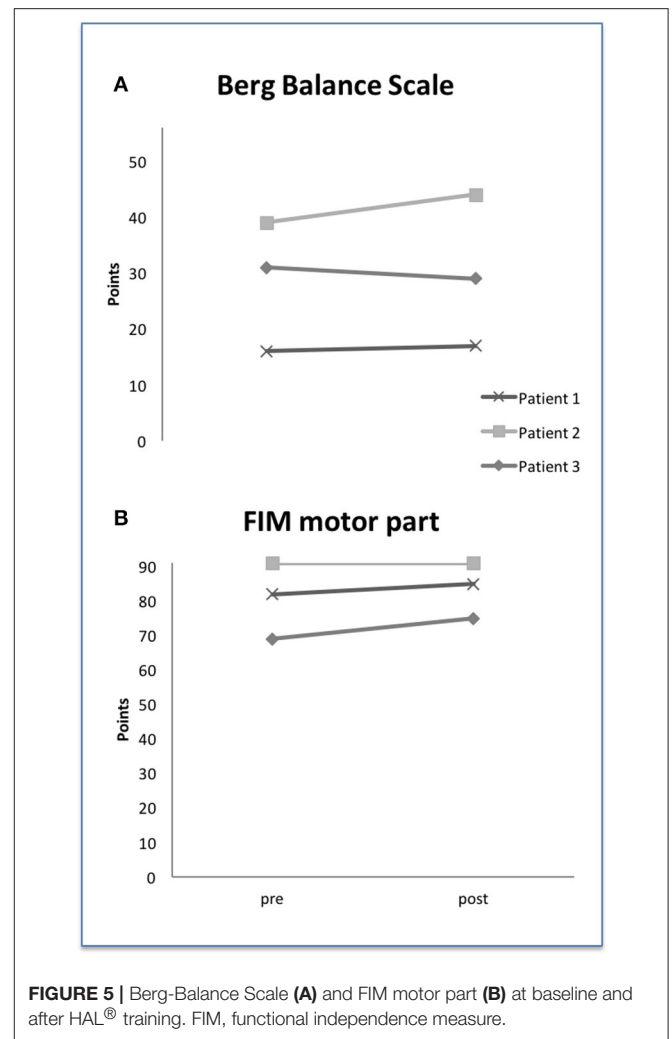 A
Berg Balance Scale
50
40
30
20
10
0
Points
Patient 1
Patient 2
Patient 3
B
FIM motor part
90
80
70
60
50
40
30
20
10
0
Points
pre post
FIGURE 5 | Berg-Balance Scale (A) and FIM motor part (B) at baseline and
after HAL® training. FIM, functional independence measure.